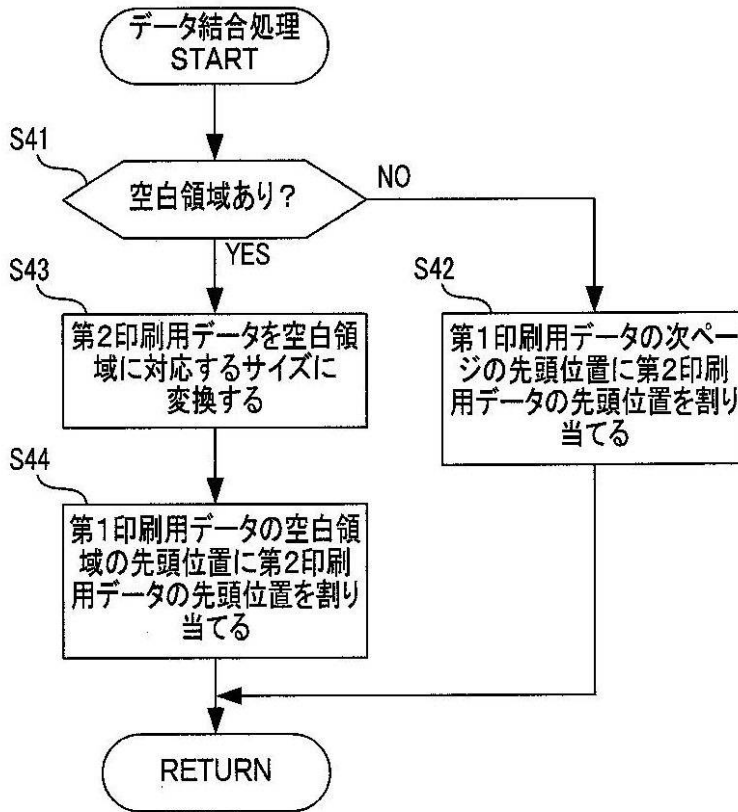 データ結合処理
START
S41
空白領域あり?
NO
YES
S43
第2印刷用データを空白領
域に対応するサイズに
変換する
S42
第1印刷用データの次ペー
ジの先頭位置に第2印刷
用データの先頭位置を割り
当てる
S44
第1印刷用データの空白領
域の先頭位置に第2印刷
用データの先頭位置を割り
当てる
RETURN